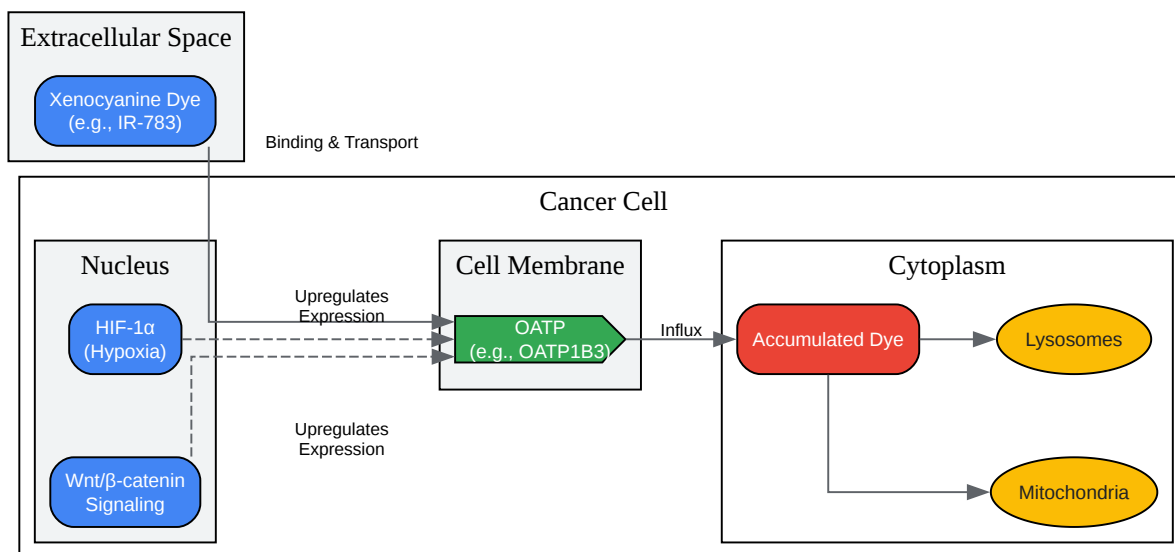 Extracellular Space
Xenocyanine Dye
(e.g., IR-783)
Binding & Transport
Cancer Cell
Nucleus
HIF-1α
(Hypoxia)
Wnt/β-catenin
Signaling
Upregulates
Expression
Upregulates
Expression
Cell Membrane
OATP
(e.g., OATP1B3)
Influx
Cytoplasm
Accumulated Dye
Lysosomes
Mitochondria